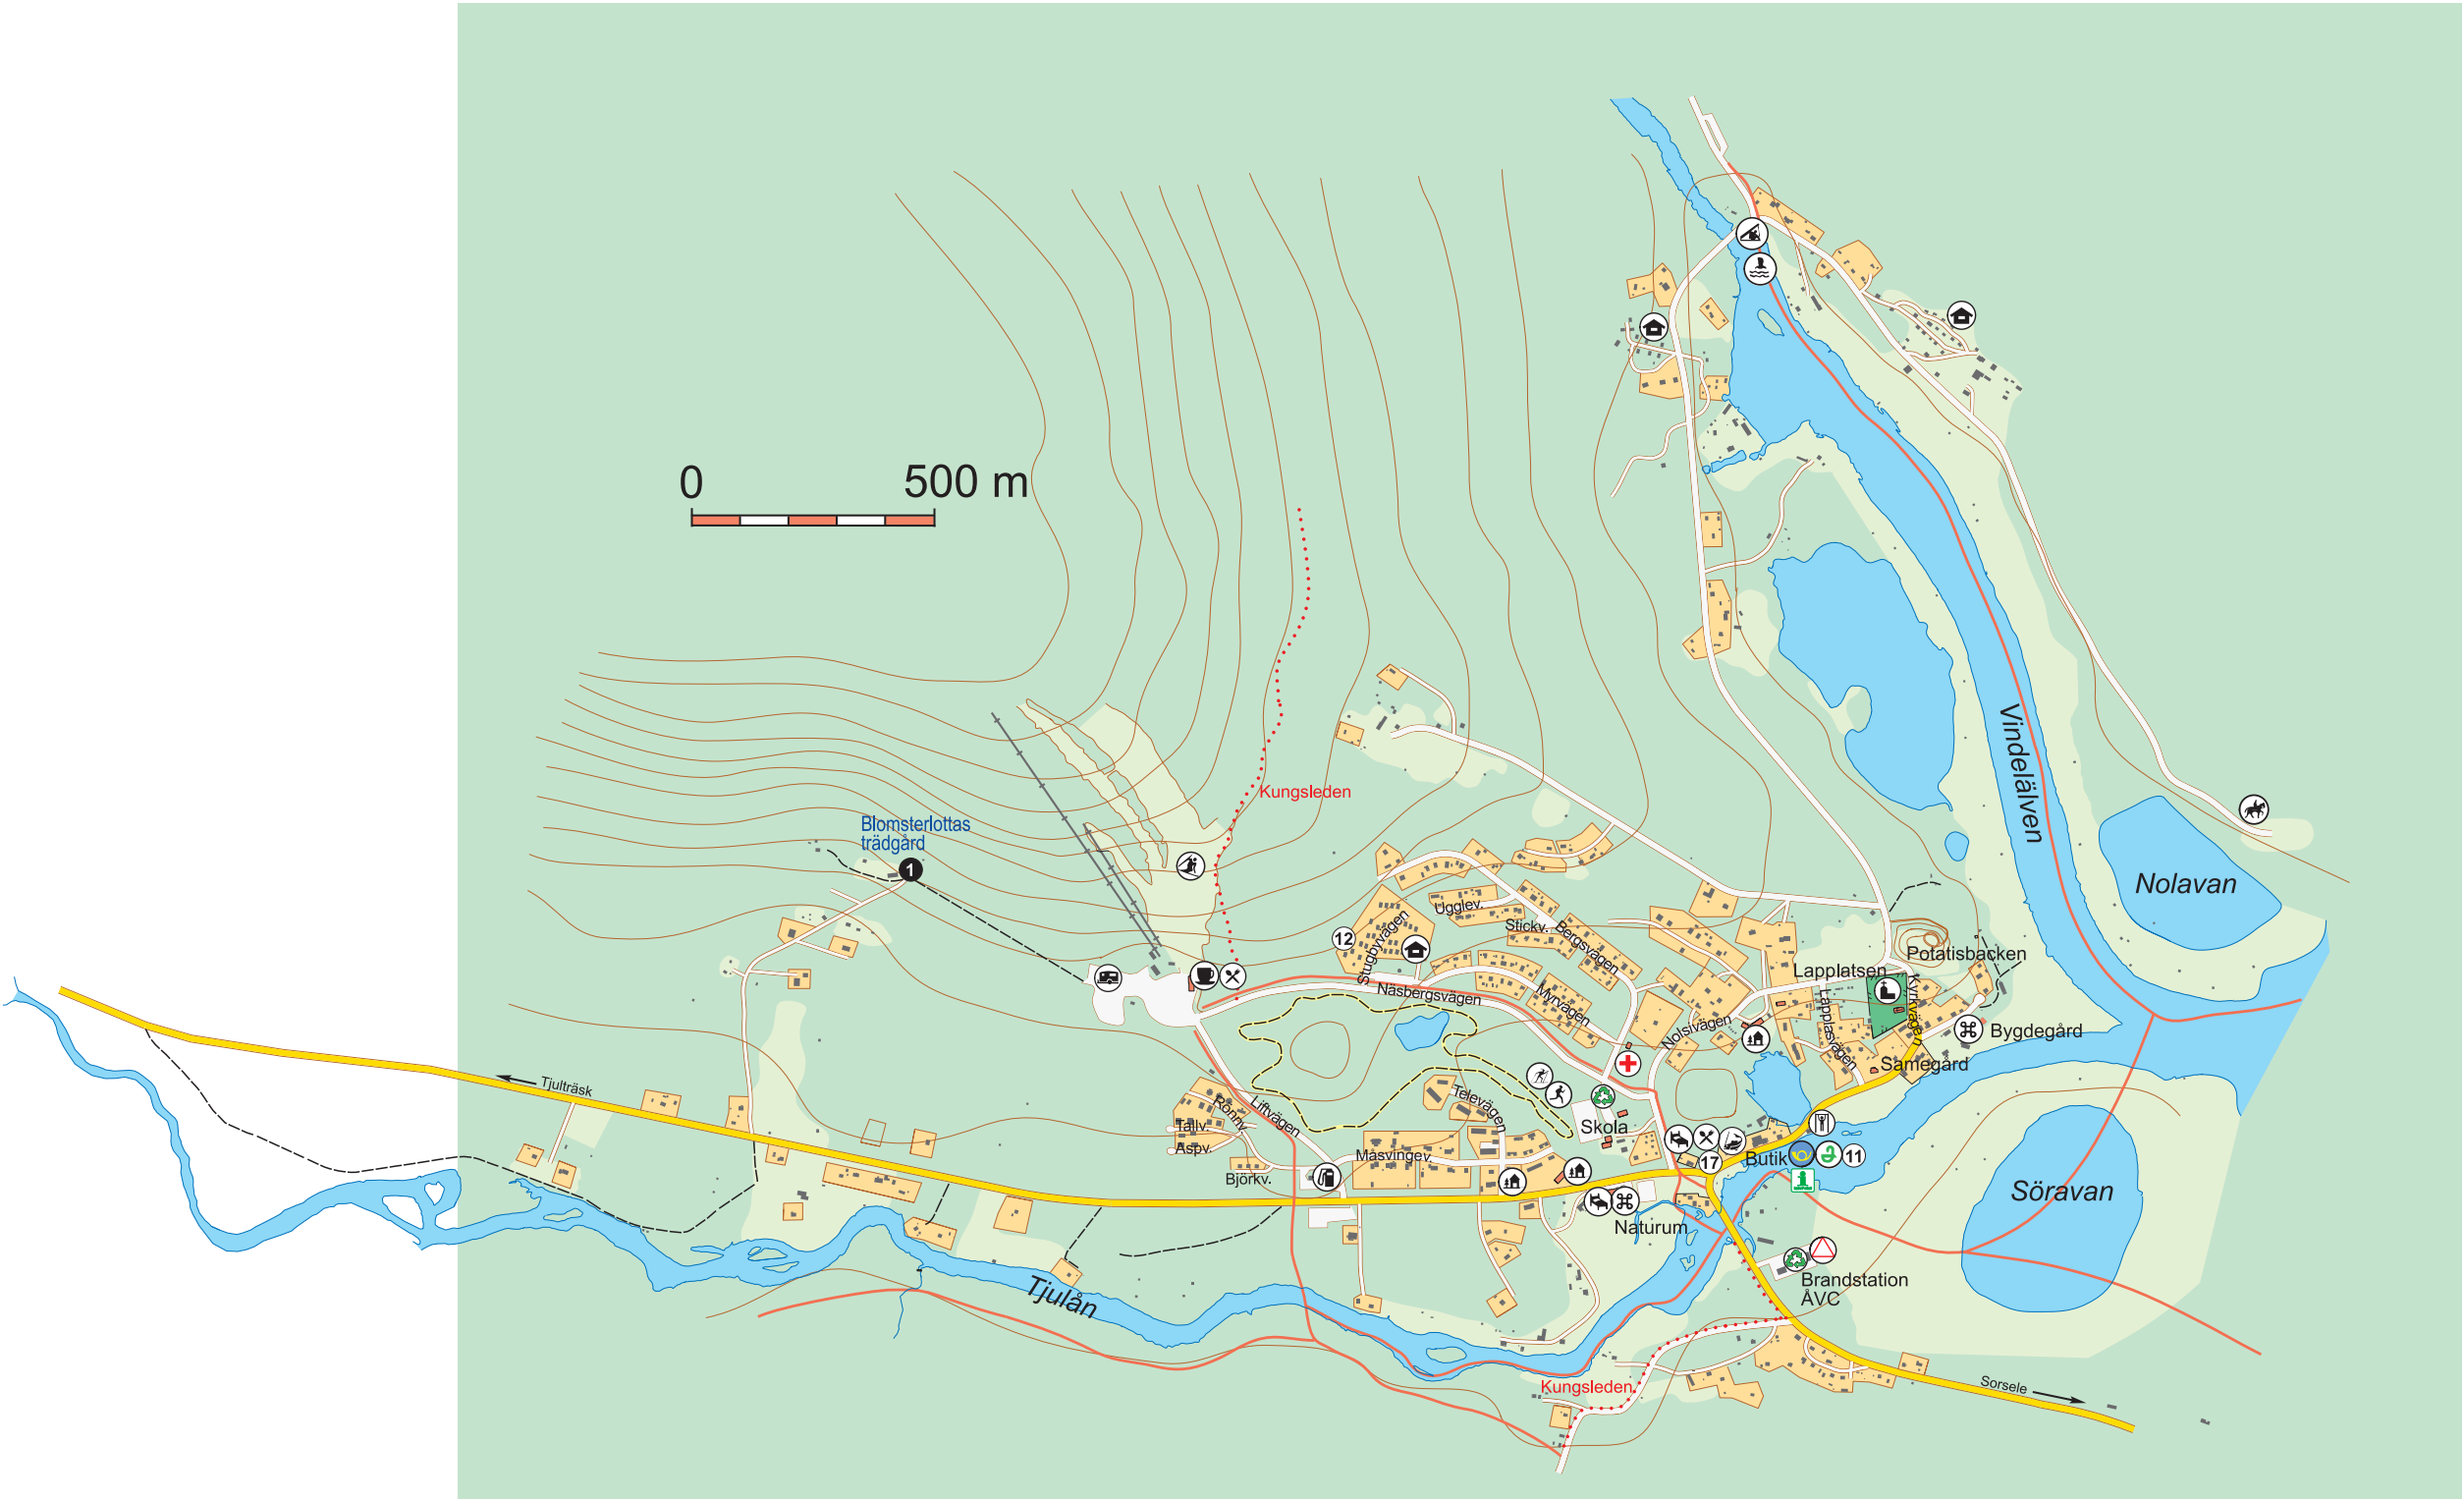 0 500 m
Kungsleden
Blomsterlottas
trädgård
1
Vindelälven
Nolavan
12
Stugbyvägen
Ugglev.
Stickv.
Bergsvägen
Näsbergsvägen
Myrvägen
Nolsivägen
Potatisbacken
Lapplatsen
Lapplasvägen
Kyrkvägen
Bygdegård
Samegård
Tjulträsk
Rönnv.
Liftvägen
Tallv.
Aspv.
Björkv.
Televägen
Måsvingev.
Skola
17
Butik
11
Naturum
Söravan
Brandstation
ÅVC
Tjulån
Kungsleden
Sorsele